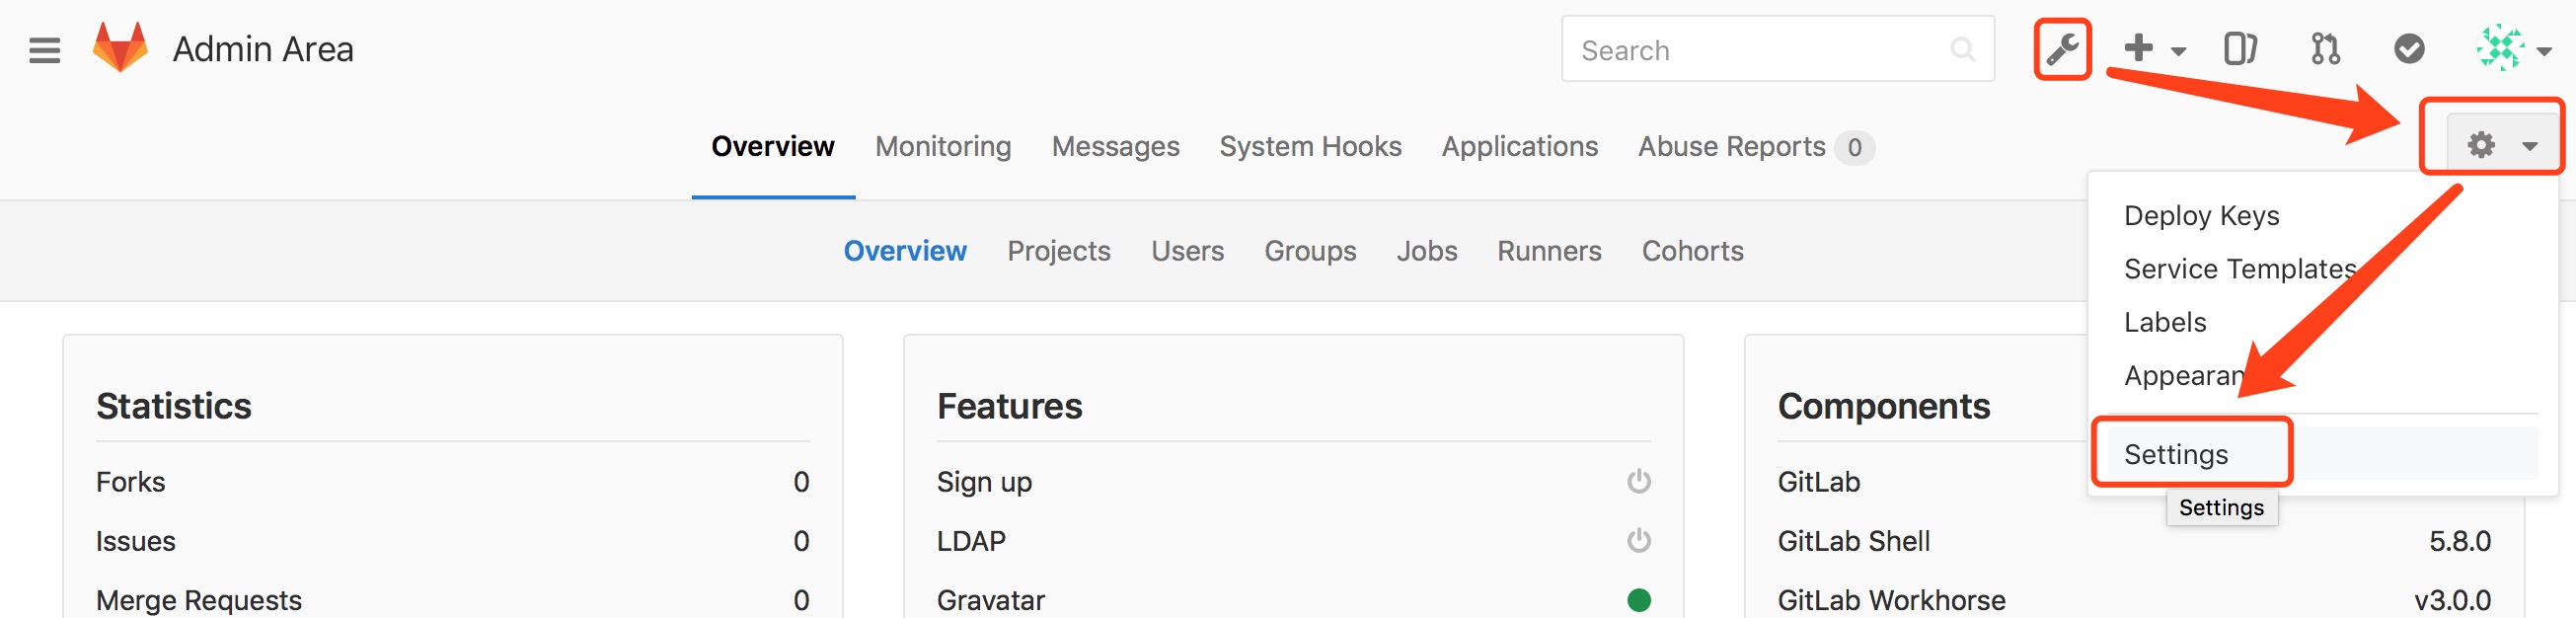 Admin Area
Search
Overview Monitoring Messages System Hooks Applications Abuse Reports 0
Deploy Keys
Service Templates
Labels
Appearan
Settings
Settings
Overview Projects Users Groups Jobs Runners Cohorts
Statistics
Forks 0
Issues 0
Merge Requests 0
Features
Sign up
LDAP
Gravatar
Components
GitLab
GitLab Shell 5.8.0
GitLab Workhorse v3.0.0